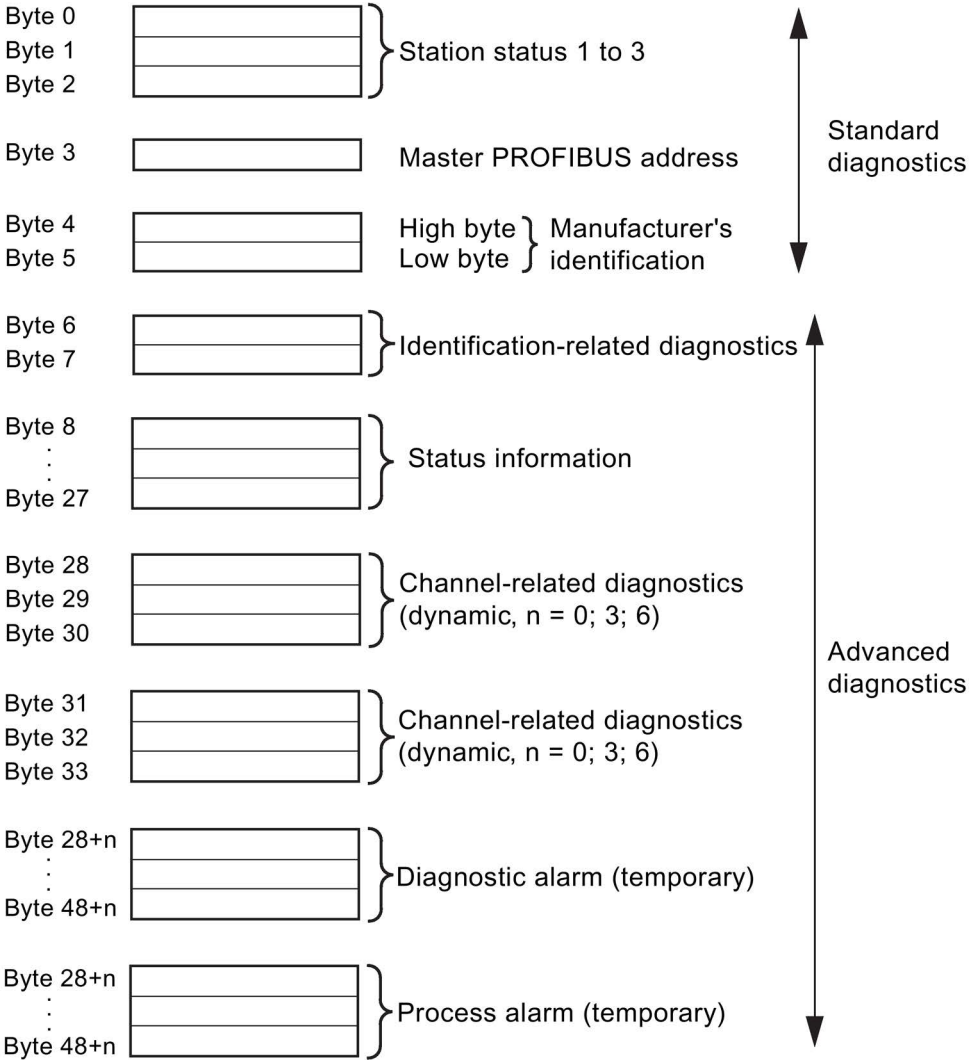 Byte 0
Byte 1
Byte 2
Station status 1 to 3
Byte 3
Master PROFIBUS address
Standard
diagnostics
Byte 4
Byte 5
High byte
Low byte
Manufacturer's
identification
Byte 6
Byte 7
Identification-related diagnostics
Byte 8
Byte 27
Status information
Byte 28
Byte 29
Byte 30
Channel-related diagnostics
(dynamic, n = 0; 3; 6)
Advanced
diagnostics
Byte 31
Byte 32
Byte 33
Channel-related diagnostics
(dynamic, n = 0; 3; 6)
Byte 28+n
Byte 48+n
Diagnostic alarm (temporary)
Byte 28+n
Byte 48+n
Process alarm (temporary)